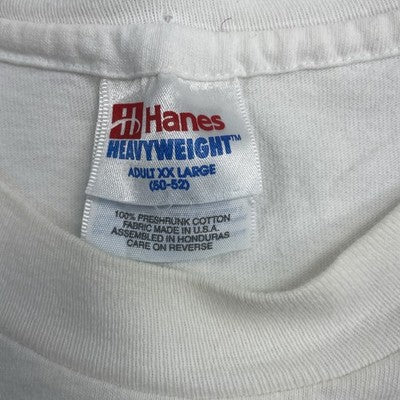 Hanes
HEAVYWEIGHT™
ADULT XX LARGE
(50-52)
100% PRESHRUNK COTTON
FABRIC MADE IN U.S.A.
ASSEMBLED IN HONDURAS
CARE ON REVERSE